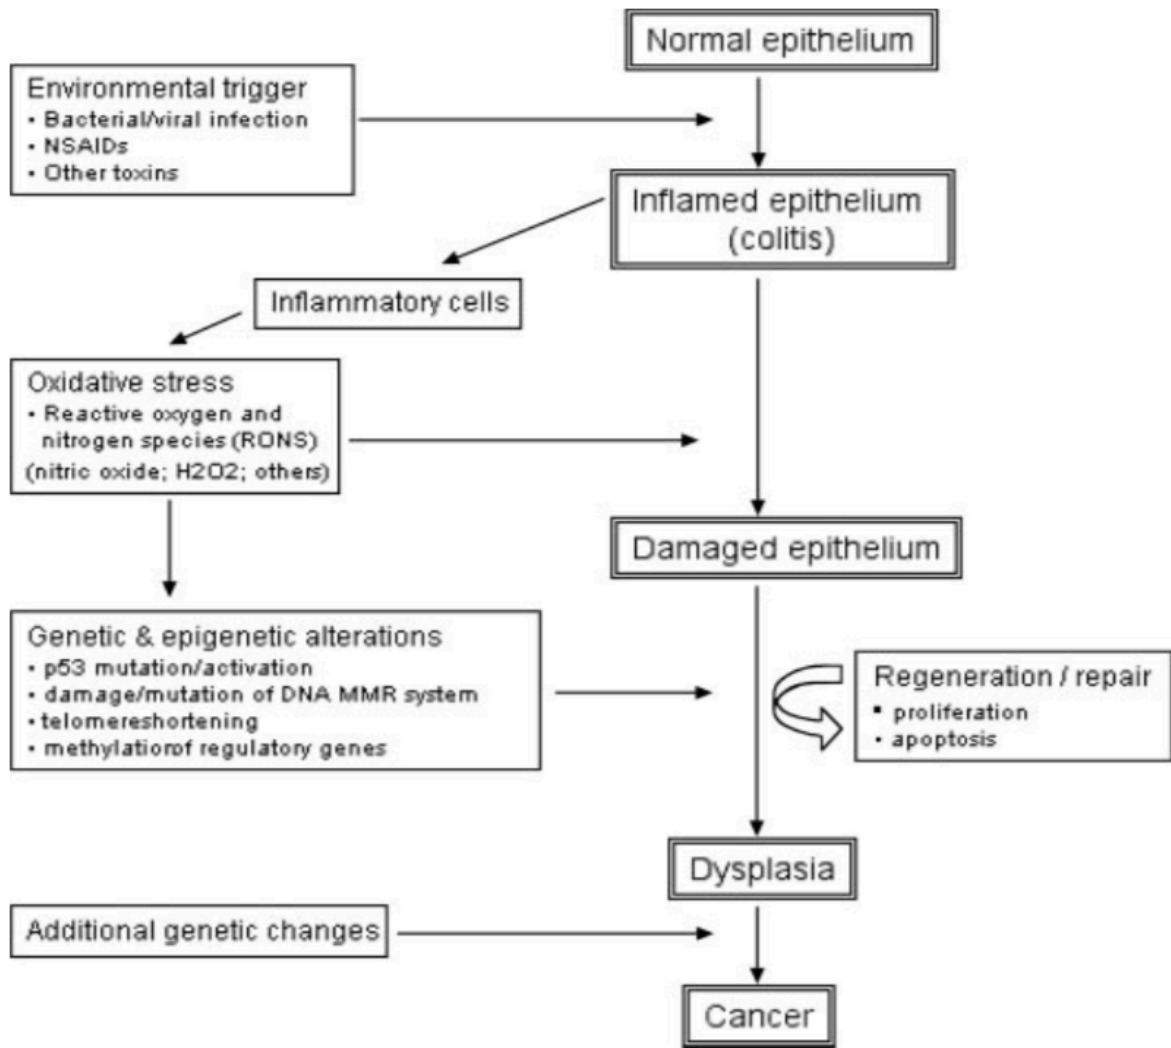 Normal epithelium
Environmental trigger
• Bacterial/viral infection
• NSAIDs
• Other toxins
Inflamed epithelium
(colitis)
Inflammatory cells
Oxidative stress
• Reactive oxygen and
nitrogen species (RONS)
(nitric oxide; H2O2; others)
Damaged epithelium
Genetic & epigenetic alterations
• p53 mutation/activation
• damage/mutation of DNA MMR system
• telomereshortening
• methylationof regulatory genes
Regeneration / repair
▪ proliferation
• apoptosis
Dysplasia
Additional genetic changes
Cancer